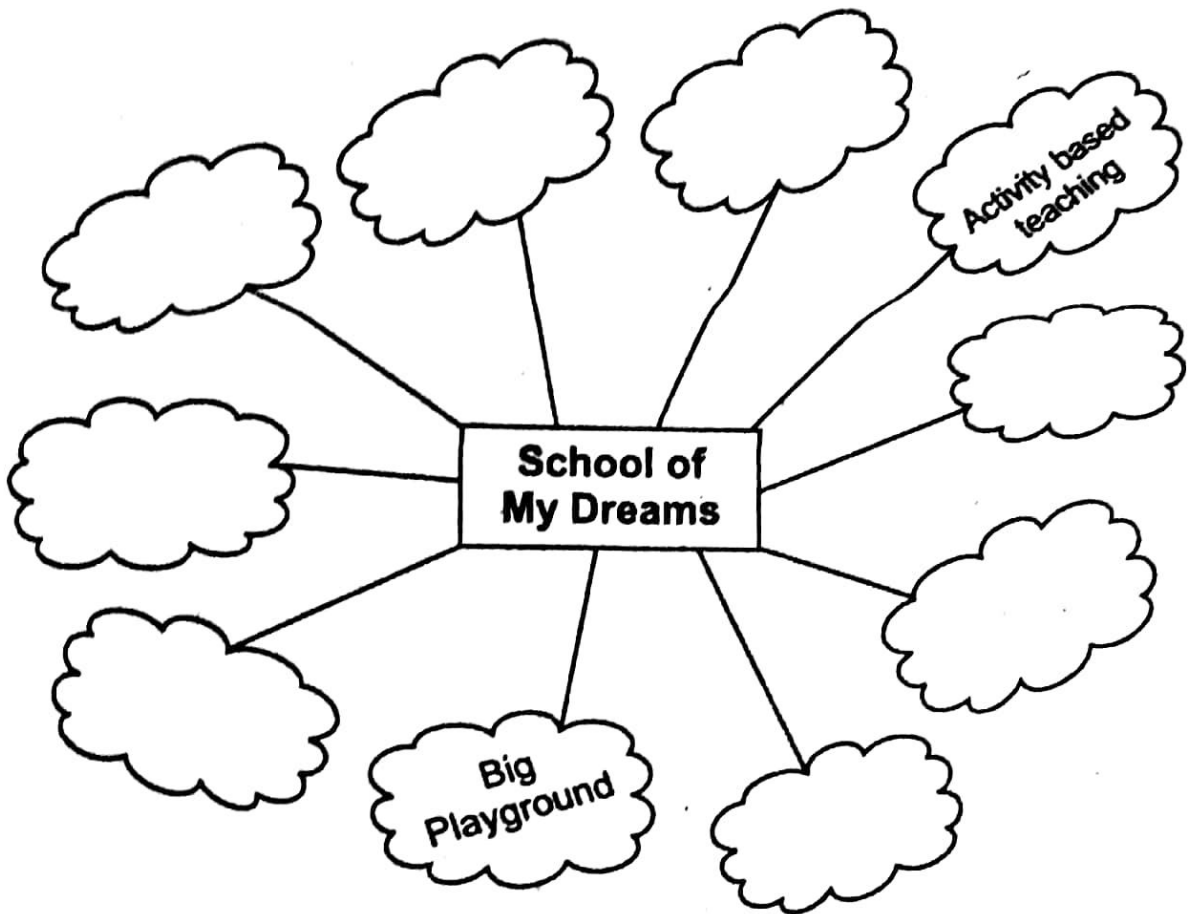 Activity based
teaching
School of
My Dreams
Big
Playground